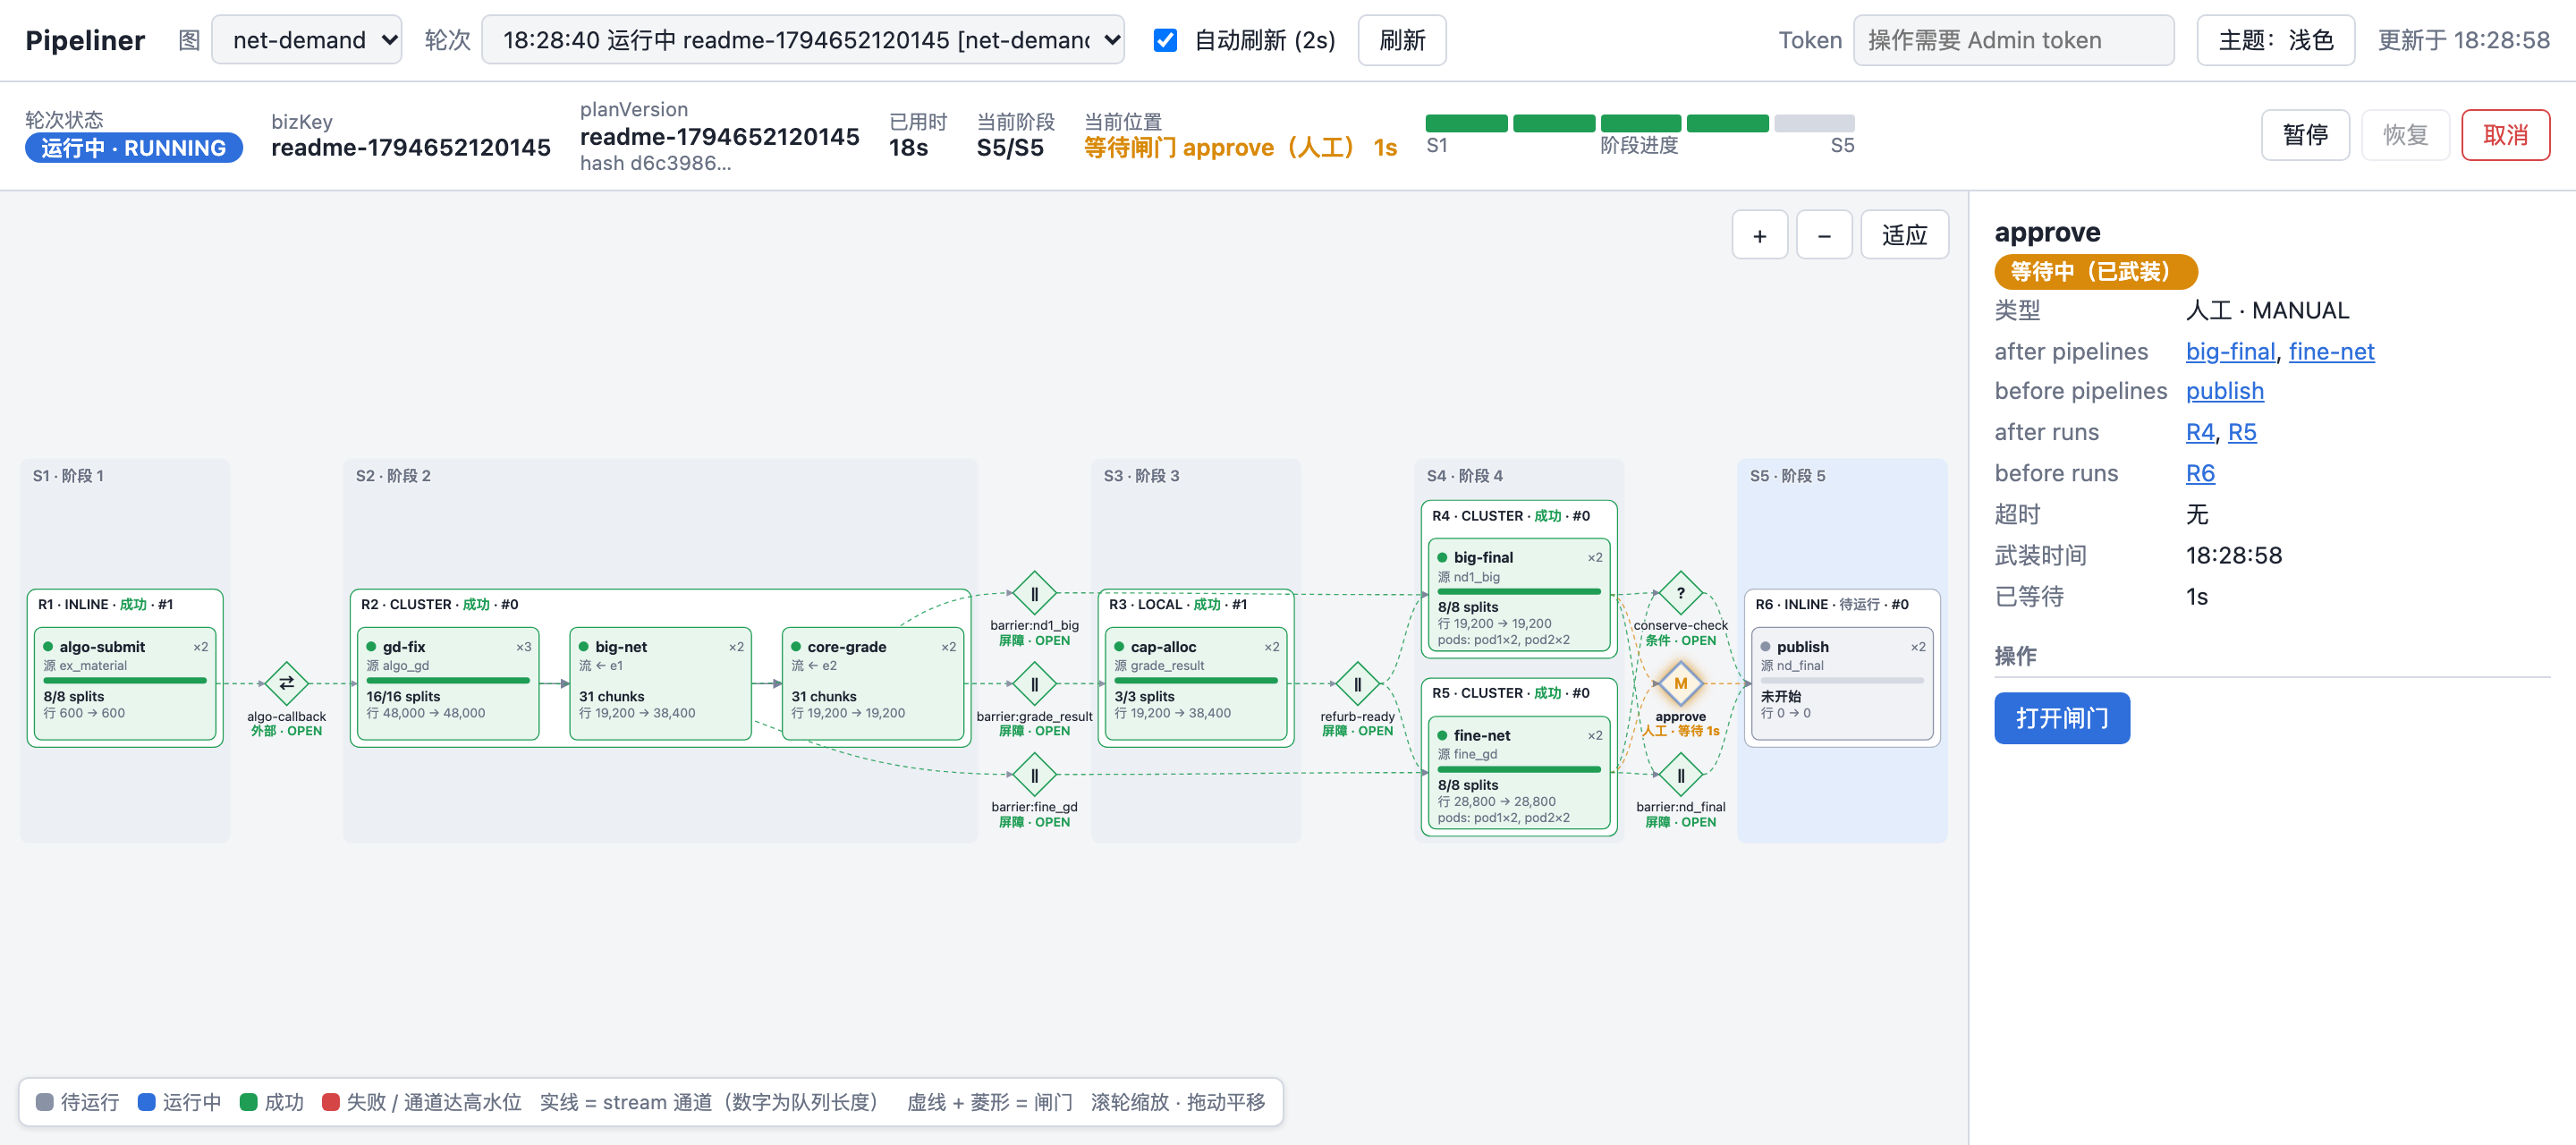 Pipeliner 图 net-demand 轮次 18:28:40 运行中 readme-1794652120145 [net-demand 自动刷新 (2s) 刷新 Token 操作需要 Admin token 主题：浅色 更新于 18:28:58
轮次状态
运行中 · RUNNING
bizKey
readme-1794652120145
planVersion
readme-1794652120145
hash d6c3986...
已用时
18s
当前阶段
S5/S5
当前位置
等待闸门 approve（人工） 1s
S1 阶段进度 S5
暂停 恢复 取消
+ − 适应
S1 · 阶段 1
R1 · INLINE · 成功 · #1
algo-submit ×2
源 ex_material
8/8 splits
行 600 → 600
⇄
algo-callback
外部 · OPEN
S2 · 阶段 2
R2 · CLUSTER · 成功 · #0
gd-fix ×3
源 algo_gd
16/16 splits
行 48,000 → 48,000
big-net ×2
流 ← e1
31 chunks
行 19,200 → 38,400
core-grade ×2
流 ← e2
31 chunks
行 19,200 → 19,200
||
barrier:nd1_big
屏障 · OPEN
||
barrier:grade_result
屏障 · OPEN
||
barrier:fine_gd
屏障 · OPEN
S3 · 阶段 3
R3 · LOCAL · 成功 · #1
cap-alloc ×2
源 grade_result
3/3 splits
行 19,200 → 38,400
||
refurb-ready
屏障 · OPEN
S4 · 阶段 4
R4 · CLUSTER · 成功 · #0
big-final ×2
源 nd1_big
8/8 splits
行 19,200 → 19,200
pods: pod1×2, pod2×2
R5 · CLUSTER · 成功 · #0
fine-net ×2
源 fine_gd
8/8 splits
行 28,800 → 28,800
pods: pod1×2, pod2×2
?
conserve-check
条件 · OPEN
M
approve
人工 · 等待 1s
||
barrier:nd_final
屏障 · OPEN
S5 · 阶段 5
R6 · INLINE · 待运行 · #0
publish ×2
源 nd_final
未开始
行 0 → 0
待运行 运行中 成功 失败 / 通道达高水位 实线 = stream 通道（数字为队列长度） 虚线 + 菱形 = 闸门 滚轮缩放 · 拖动平移
approve
等待中（已武装）
类型 人工 · MANUAL
after pipelines big-final, fine-net
before pipelines publish
after runs R4, R5
before runs R6
超时 无
武装时间 18:28:58
已等待 1s
操作
打开闸门